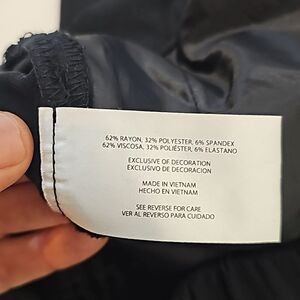 62% RAYON, 32% POLYESTER, 6% SPANDEX
62% VISCOSA, 32% POLIÉSTER, 6% ELASTANO
EXCLUSIVE OF DECORATION
EXCLUSIVO DE DECORACION
MADE IN VIETNAM
HECHO EN VIETNAM
SEE REVERSE FOR CARE
VER AL REVERSO PARA CUIDADO